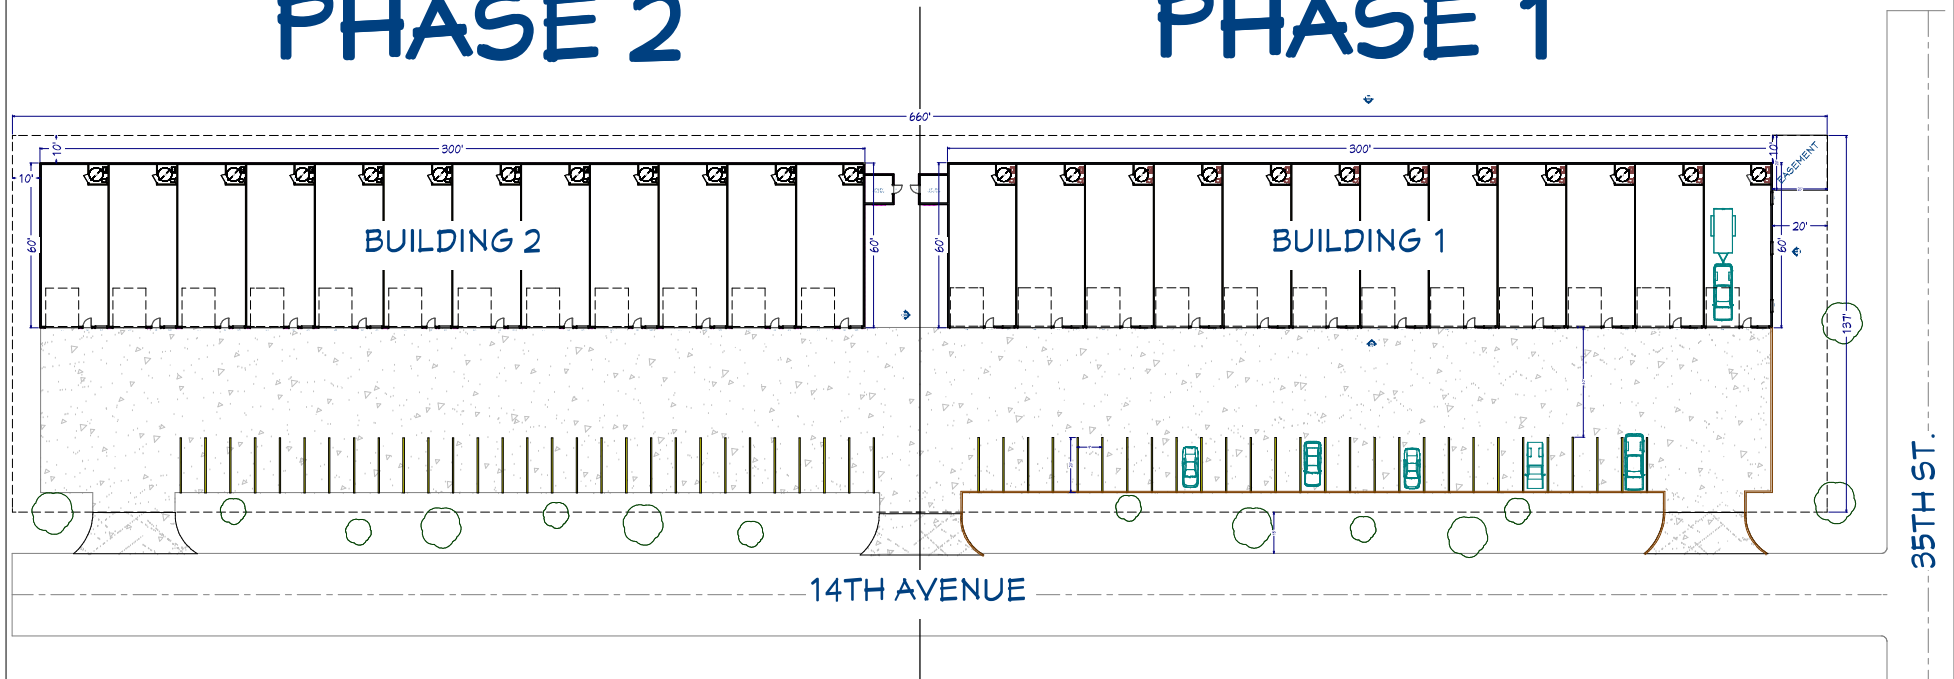 PHASE 2
PHASE 1
660'
10'
300'
300'
10'
EASEMENT
10'
60'
60'
60'
60'
20'
BUILDING 2
BUILDING 1
137'
35TH ST.
14TH AVENUE